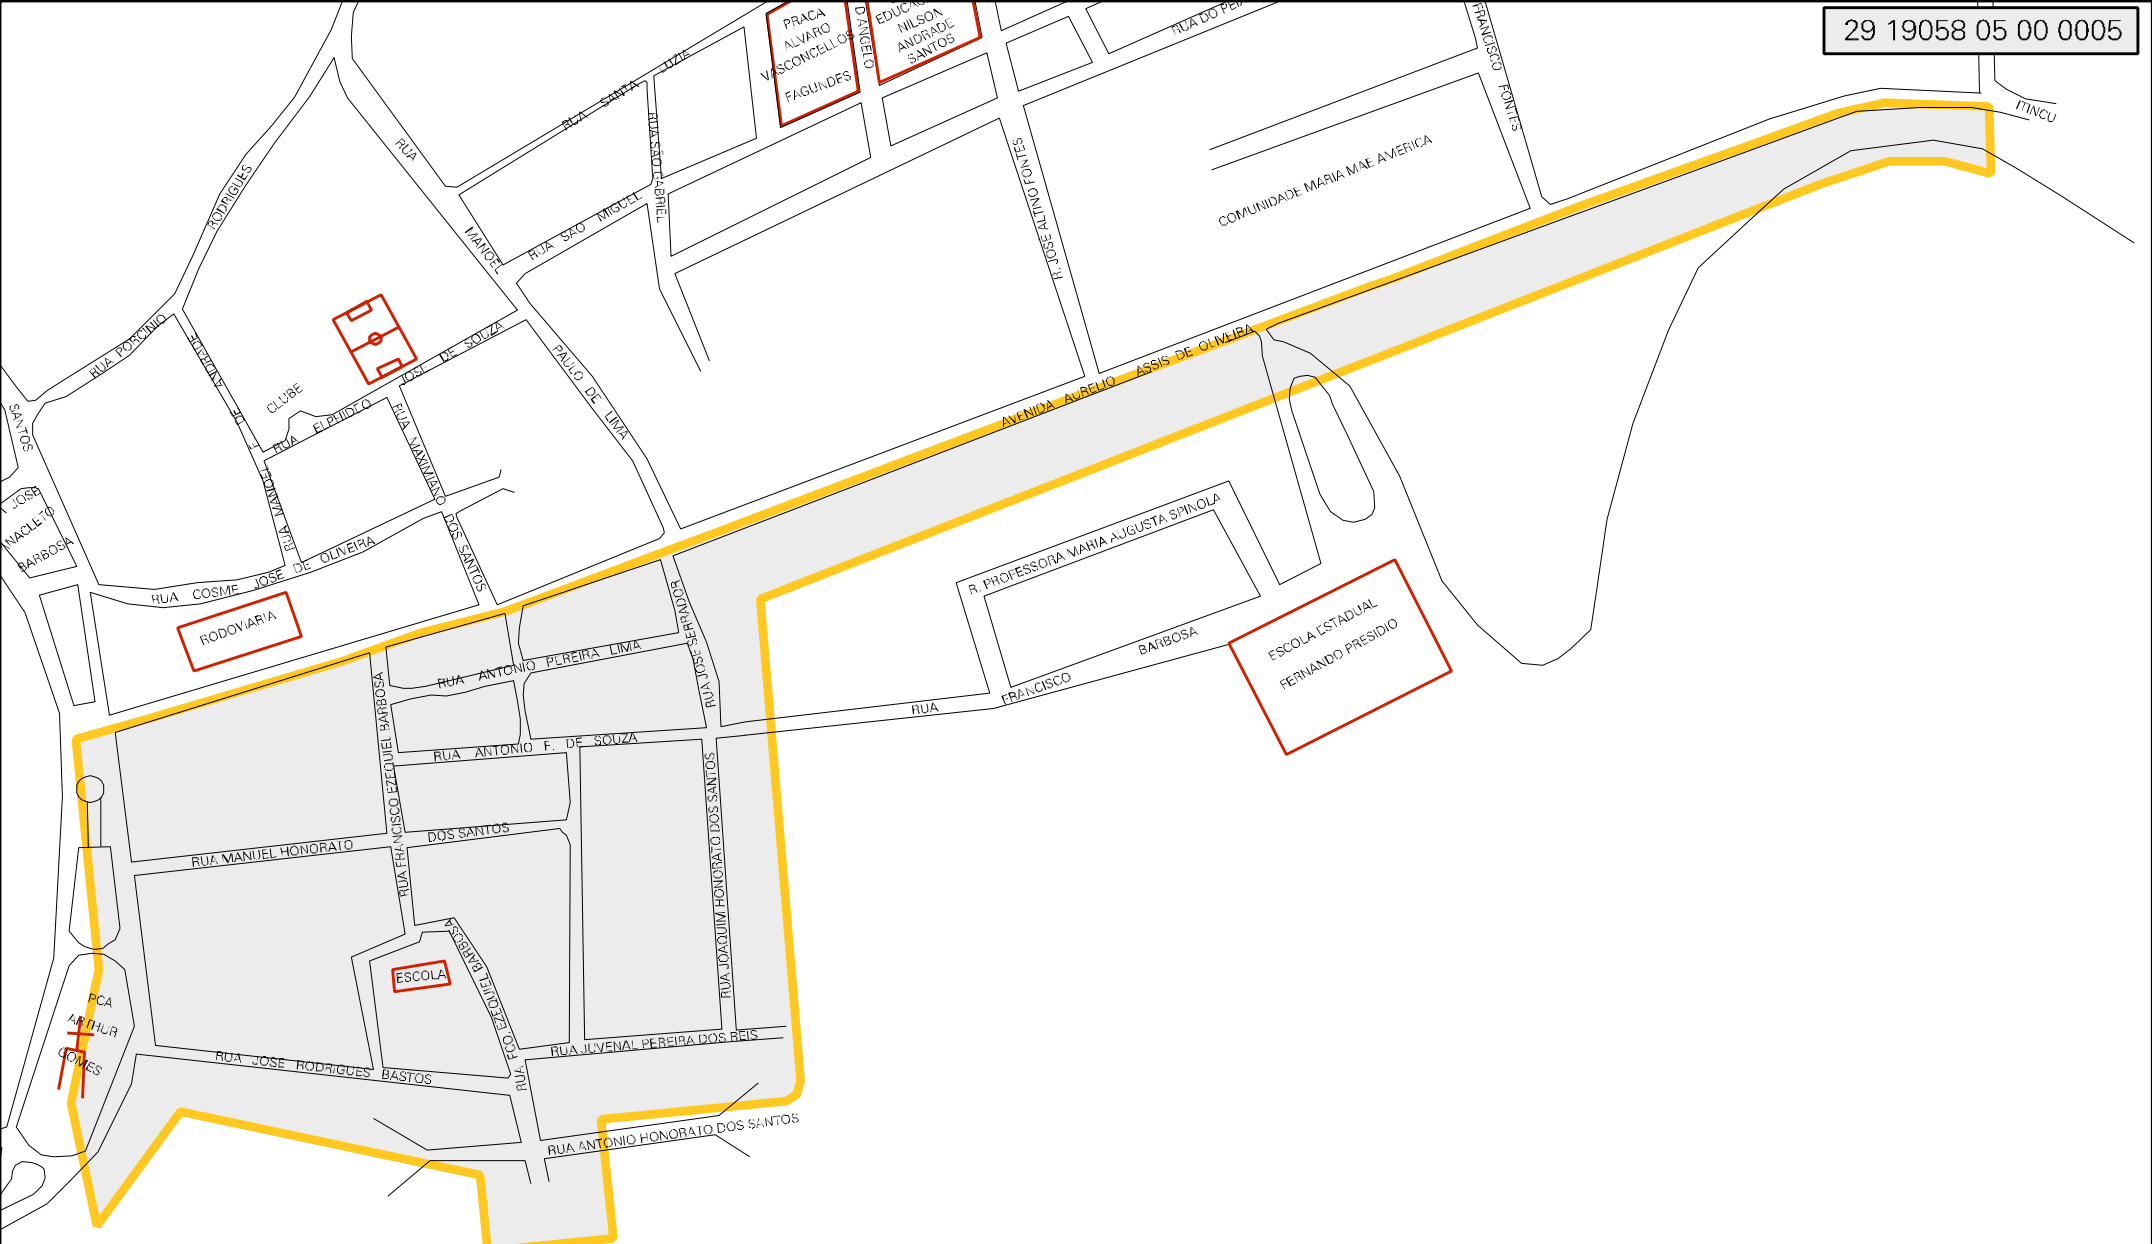 29 19058 05 00 0005
PRACA
ALVARO
VASCONCELLOS
FAGUNDES
D'ANGELO
NILSON
ANDRADE
SANTOS
FRANCISCO FONTES
ITINCU
RUA SANTA LUZIA
RUA SÃO GABRIEL
RUA SÃO MIGUEL
RUA MANOEL PAULO DE LIMA
RODRIGUES
RUA PORCINIO
R. JOSE ALTINO FONTES
COMUNIDADE MARIA MAE AMERICA
AVENIDA AURELIO ASSIS DE OLIVEIRA
CLUBE
RUA ELPHIDEO JOSE DE SOUZA
RUA MANOEL F. DE ANDRADE
RUA MAXIMIANO DOS SANTOS
SANTOS
JOSE
BARBOSA
RUA COSME JOSE DE OLIVEIRA
RODOVIARIA
R. PROFESSORA MARIA AUGUSTA SPINOLA
RUA FRANCISCO BARBOSA
ESCOLA ESTADUAL
FERNANDO PRESIDIO
RUA JOSE SERRADOR
RUA ANTONIO PEREIRA LIMA
RUA ANTONIO F. DE SOUZA
RUA FRANCISCO EZEQUIEL BARBOSA
RUA MANUEL HONORATO DOS SANTOS
RUA JOAQUIM HONORATO DOS SANTOS
ESCOLA
RUA FCO. EZEQUIEL BARBOSA
PCA
ARTHUR
GOMES
RUA JOSE RODRIGUES BASTOS
RUA JUVENAL PEREIRA DOS REIS
RUA ANTONIO HONORATO DOS SANTOS